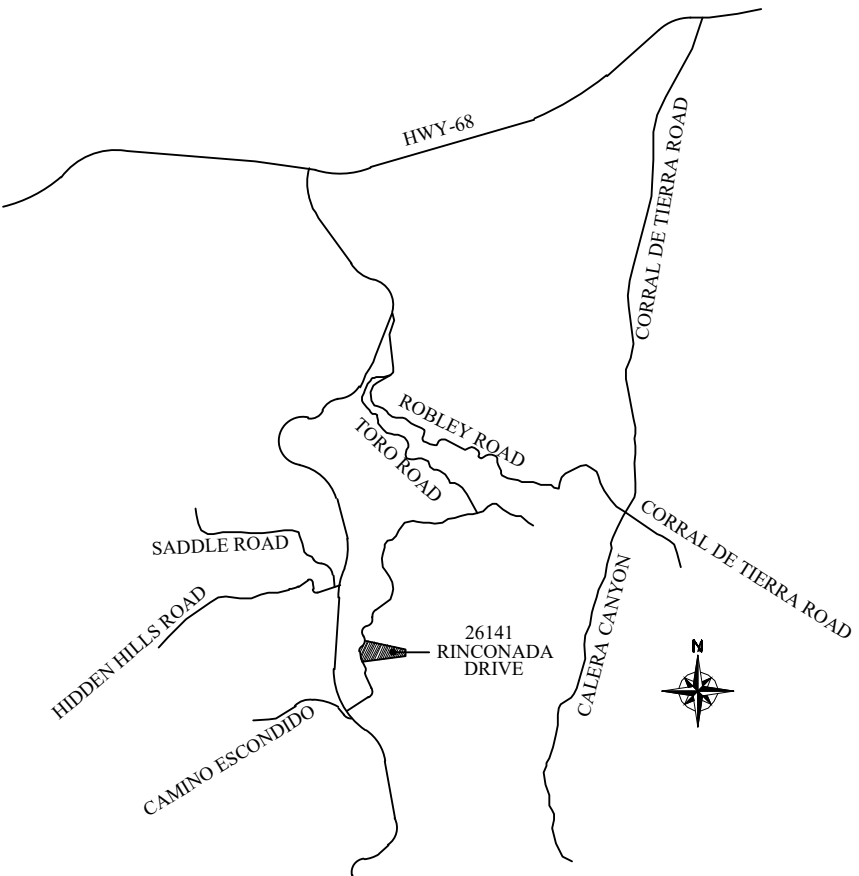 HWY-68
CORRAL DE TIERRA ROAD
ROBLEY ROAD
TORO ROAD
SADDLE ROAD
CORRAL DE TIERRA ROAD
HIDDEN HILLS ROAD
CALERA CANYON
26141
RINCONADA
DRIVE
N
CAMINO ESCONDIDO